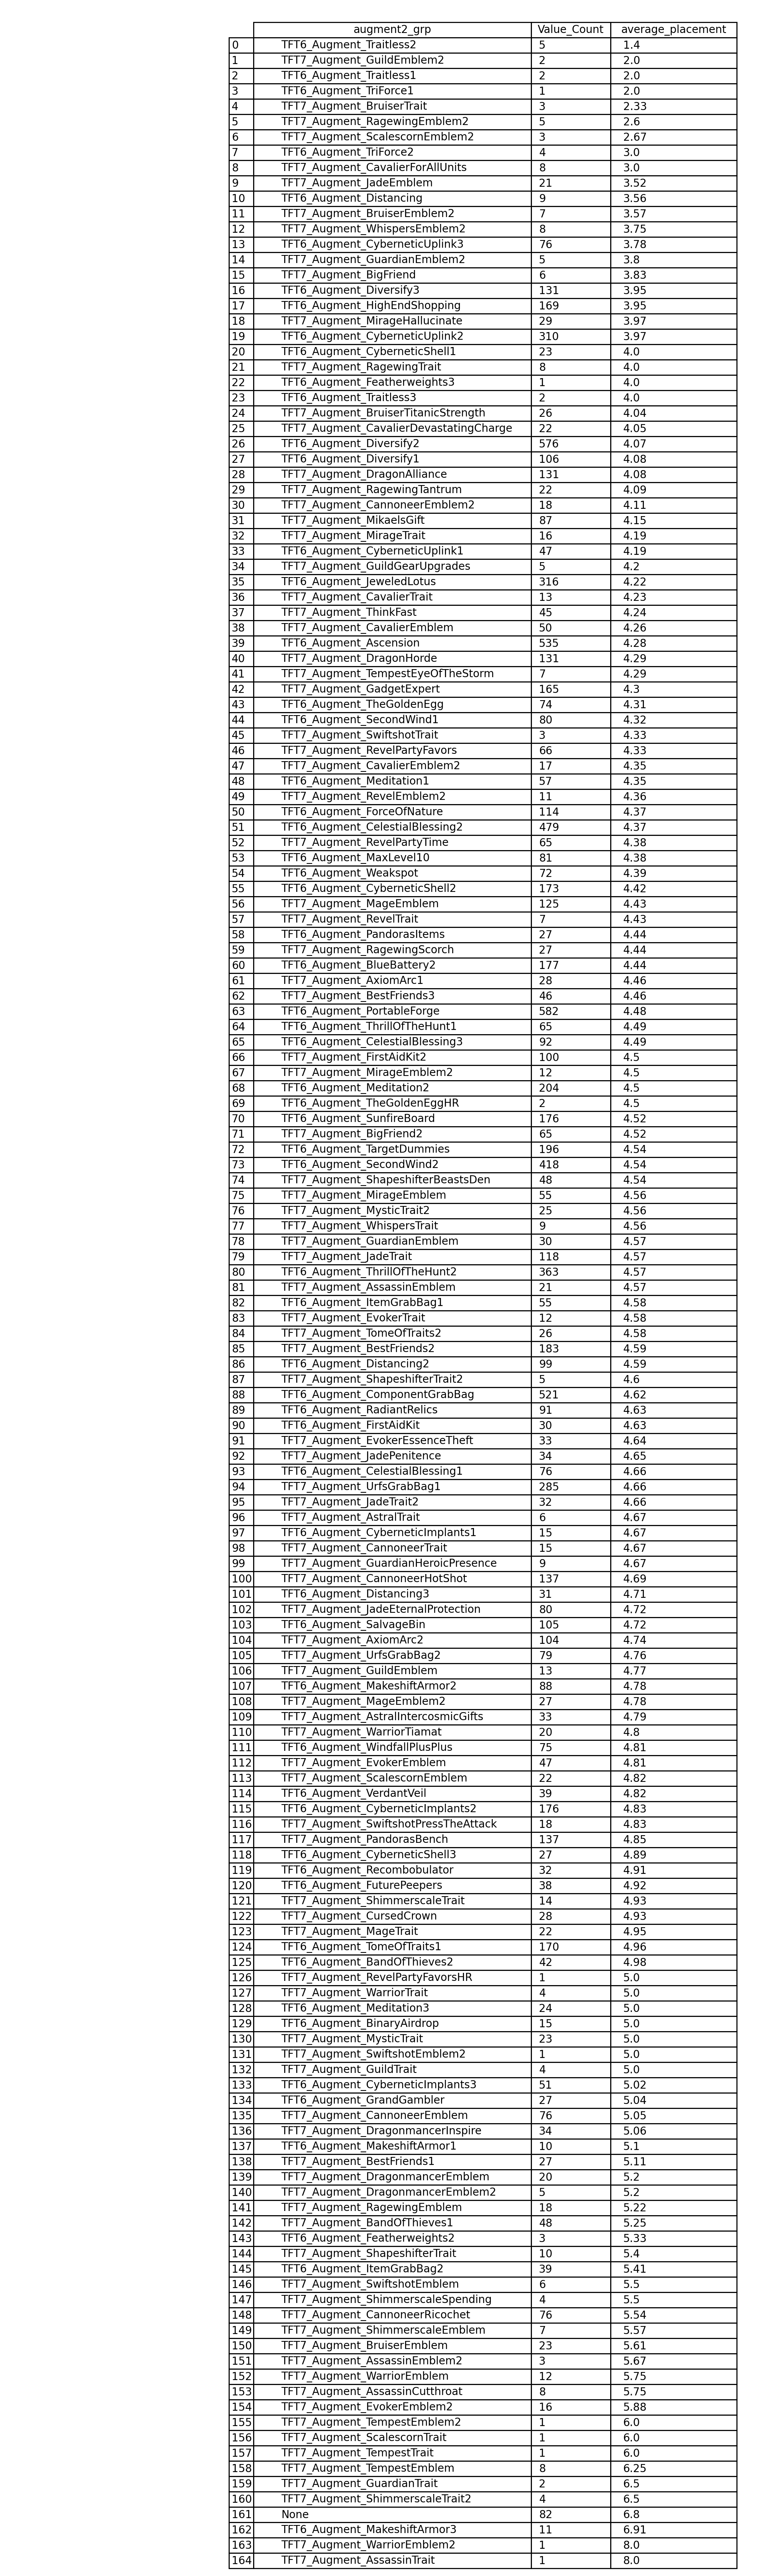 augment2_grp Value_Count average_placement
0 TFT6_Augment_Traitless2 5 1.4
1 TFT7_Augment_GuildEmblem2 2 2.0
2 TFT6_Augment_Traitless1 2 2.0
3 TFT6_Augment_TriForce1 1 2.0
4 TFT7_Augment_BruiserTrait 3 2.33
5 TFT7_Augment_RagewingEmblem2 5 2.6
6 TFT7_Augment_ScalescornEmblem2 3 2.67
7 TFT6_Augment_TriForce2 4 3.0
8 TFT7_Augment_CavalierForAllUnits 8 3.0
9 TFT7_Augment_JadeEmblem 21 3.52
10 TFT6_Augment_Distancing 9 3.56
11 TFT7_Augment_BruiserEmblem2 7 3.57
12 TFT7_Augment_WhispersEmblem2 8 3.75
13 TFT6_Augment_CyberneticUplink3 76 3.78
14 TFT7_Augment_GuardianEmblem2 5 3.8
15 TFT7_Augment_BigFriend 6 3.83
16 TFT6_Augment_Diversify3 131 3.95
17 TFT6_Augment_HighEndShopping 169 3.95
18 TFT7_Augment_MirageHallucinate 29 3.97
19 TFT6_Augment_CyberneticUplink2 310 3.97
20 TFT6_Augment_CyberneticShell1 23 4.0
21 TFT7_Augment_RagewingTrait 8 4.0
22 TFT6_Augment_Featherweights3 1 4.0
23 TFT6_Augment_Traitless3 2 4.0
24 TFT7_Augment_BruiserTitanicStrength 26 4.04
25 TFT7_Augment_CavalierDevastatingCharge 22 4.05
26 TFT6_Augment_Diversify2 576 4.07
27 TFT6_Augment_Diversify1 106 4.08
28 TFT7_Augment_DragonAlliance 131 4.08
29 TFT7_Augment_RagewingTantrum 22 4.09
30 TFT7_Augment_CannoneerEmblem2 18 4.11
31 TFT7_Augment_MikaelsGift 87 4.15
32 TFT7_Augment_MirageTrait 16 4.19
33 TFT6_Augment_CyberneticUplink1 47 4.19
34 TFT7_Augment_GuildGearUpgrades 5 4.2
35 TFT6_Augment_JeweledLotus 316 4.22
36 TFT7_Augment_CavalierTrait 13 4.23
37 TFT7_Augment_ThinkFast 45 4.24
38 TFT7_Augment_CavalierEmblem 50 4.26
39 TFT6_Augment_Ascension 535 4.28
40 TFT7_Augment_DragonHorde 131 4.29
41 TFT7_Augment_TempestEyeOfTheStorm 7 4.29
42 TFT7_Augment_GadgetExpert 165 4.3
43 TFT6_Augment_TheGoldenEgg 74 4.31
44 TFT6_Augment_SecondWind1 80 4.32
45 TFT7_Augment_SwiftshotTrait 3 4.33
46 TFT7_Augment_RevelPartyFavors 66 4.33
47 TFT7_Augment_CavalierEmblem2 17 4.35
48 TFT6_Augment_Meditation1 57 4.35
49 TFT7_Augment_RevelEmblem2 11 4.36
50 TFT6_Augment_ForceOfNature 114 4.37
51 TFT6_Augment_CelestialBlessing2 479 4.37
52 TFT7_Augment_RevelPartyTime 65 4.38
53 TFT6_Augment_MaxLevel10 81 4.38
54 TFT6_Augment_Weakspot 72 4.39
55 TFT6_Augment_CyberneticShell2 173 4.42
56 TFT7_Augment_MageEmblem 125 4.43
57 TFT7_Augment_RevelTrait 7 4.43
58 TFT6_Augment_PandorasItems 27 4.44
59 TFT7_Augment_RagewingScorch 27 4.44
60 TFT6_Augment_BlueBattery2 177 4.44
61 TFT7_Augment_AxiomArc1 28 4.46
62 TFT7_Augment_BestFriends3 46 4.46
63 TFT6_Augment_PortableForge 582 4.48
64 TFT6_Augment_ThrillOfTheHunt1 65 4.49
65 TFT6_Augment_CelestialBlessing3 92 4.49
66 TFT7_Augment_FirstAidKit2 100 4.5
67 TFT7_Augment_MirageEmblem2 12 4.5
68 TFT6_Augment_Meditation2 204 4.5
69 TFT6_Augment_TheGoldenEggHR 2 4.5
70 TFT6_Augment_SunfireBoard 176 4.52
71 TFT7_Augment_BigFriend2 65 4.52
72 TFT6_Augment_TargetDummies 196 4.54
73 TFT6_Augment_SecondWind2 418 4.54
74 TFT7_Augment_ShapeshifterBeastsDen 48 4.54
75 TFT7_Augment_MirageEmblem 55 4.56
76 TFT7_Augment_MysticTrait2 25 4.56
77 TFT7_Augment_WhispersTrait 9 4.56
78 TFT7_Augment_GuardianEmblem 30 4.57
79 TFT7_Augment_JadeTrait 118 4.57
80 TFT6_Augment_ThrillOfTheHunt2 363 4.57
81 TFT7_Augment_AssassinEmblem 21 4.57
82 TFT6_Augment_ItemGrabBag1 55 4.58
83 TFT7_Augment_EvokerTrait 12 4.58
84 TFT7_Augment_TomeOfTraits2 26 4.58
85 TFT7_Augment_BestFriends2 183 4.59
86 TFT6_Augment_Distancing2 99 4.59
87 TFT7_Augment_ShapeshifterTrait2 5 4.6
88 TFT6_Augment_ComponentGrabBag 521 4.62
89 TFT6_Augment_RadiantRelics 91 4.63
90 TFT6_Augment_FirstAidKit 30 4.63
91 TFT7_Augment_EvokerEssenceTheft 33 4.64
92 TFT7_Augment_JadePenitence 34 4.65
93 TFT6_Augment_CelestialBlessing1 76 4.66
94 TFT7_Augment_UrfsGrabBag1 285 4.66
95 TFT7_Augment_JadeTrait2 32 4.66
96 TFT7_Augment_AstralTrait 6 4.67
97 TFT6_Augment_CyberneticImplants1 15 4.67
98 TFT7_Augment_CannoneerTrait 15 4.67
99 TFT7_Augment_GuardianHeroicPresence 9 4.67
100 TFT7_Augment_CannoneerHotShot 137 4.69
101 TFT6_Augment_Distancing3 31 4.71
102 TFT7_Augment_JadeEternalProtection 80 4.72
103 TFT6_Augment_SalvageBin 105 4.72
104 TFT7_Augment_AxiomArc2 104 4.74
105 TFT7_Augment_UrfsGrabBag2 79 4.76
106 TFT7_Augment_GuildEmblem 13 4.77
107 TFT6_Augment_MakeshiftArmor2 88 4.78
108 TFT7_Augment_MageEmblem2 27 4.78
109 TFT7_Augment_AstralIntercosmicGifts 33 4.79
110 TFT7_Augment_WarriorTiamat 20 4.8
111 TFT6_Augment_WindfallPlusPlus 75 4.81
112 TFT7_Augment_EvokerEmblem 47 4.81
113 TFT7_Augment_ScalescornEmblem 22 4.82
114 TFT6_Augment_VerdantVeil 39 4.82
115 TFT6_Augment_CyberneticImplants2 176 4.83
116 TFT7_Augment_SwiftshotPressTheAttack 18 4.83
117 TFT7_Augment_PandorasBench 137 4.85
118 TFT6_Augment_CyberneticShell3 27 4.89
119 TFT6_Augment_Recombobulator 32 4.91
120 TFT6_Augment_FuturePeepers 38 4.92
121 TFT7_Augment_ShimmerscaleTrait 14 4.93
122 TFT7_Augment_CursedCrown 28 4.93
123 TFT7_Augment_MageTrait 22 4.95
124 TFT6_Augment_TomeOfTraits1 170 4.96
125 TFT6_Augment_BandOfThieves2 42 4.98
126 TFT7_Augment_RevelPartyFavorsHR 1 5.0
127 TFT7_Augment_WarriorTrait 4 5.0
128 TFT6_Augment_Meditation3 24 5.0
129 TFT6_Augment_BinaryAirdrop 15 5.0
130 TFT7_Augment_MysticTrait 23 5.0
131 TFT7_Augment_SwiftshotEmblem2 1 5.0
132 TFT7_Augment_GuildTrait 4 5.0
133 TFT6_Augment_CyberneticImplants3 51 5.02
134 TFT6_Augment_GrandGambler 27 5.04
135 TFT7_Augment_CannoneerEmblem 76 5.05
136 TFT7_Augment_DragonmancerInspire 34 5.06
137 TFT6_Augment_MakeshiftArmor1 10 5.1
138 TFT7_Augment_BestFriends1 27 5.11
139 TFT7_Augment_DragonmancerEmblem 20 5.2
140 TFT7_Augment_DragonmancerEmblem2 5 5.2
141 TFT7_Augment_RagewingEmblem 18 5.22
142 TFT7_Augment_BandOfThieves1 48 5.25
143 TFT6_Augment_Featherweights2 3 5.33
144 TFT7_Augment_ShapeshifterTrait 10 5.4
145 TFT6_Augment_ItemGrabBag2 39 5.41
146 TFT7_Augment_SwiftshotEmblem 6 5.5
147 TFT7_Augment_ShimmerscaleSpending 4 5.5
148 TFT7_Augment_CannoneerRicochet 76 5.54
149 TFT7_Augment_ShimmerscaleEmblem 7 5.57
150 TFT7_Augment_BruiserEmblem 23 5.61
151 TFT7_Augment_AssassinEmblem2 3 5.67
152 TFT7_Augment_WarriorEmblem 12 5.75
153 TFT7_Augment_AssassinCutthroat 8 5.75
154 TFT7_Augment_EvokerEmblem2 16 5.88
155 TFT7_Augment_TempestEmblem2 1 6.0
156 TFT7_Augment_ScalescornTrait 1 6.0
157 TFT7_Augment_TempestTrait 1 6.0
158 TFT7_Augment_TempestEmblem 8 6.25
159 TFT7_Augment_GuardianTrait 2 6.5
160 TFT7_Augment_ShimmerscaleTrait2 4 6.5
161 None 82 6.8
162 TFT6_Augment_MakeshiftArmor3 11 6.91
163 TFT7_Augment_WarriorEmblem2 1 8.0
164 TFT7_Augment_AssassinTrait 1 8.0